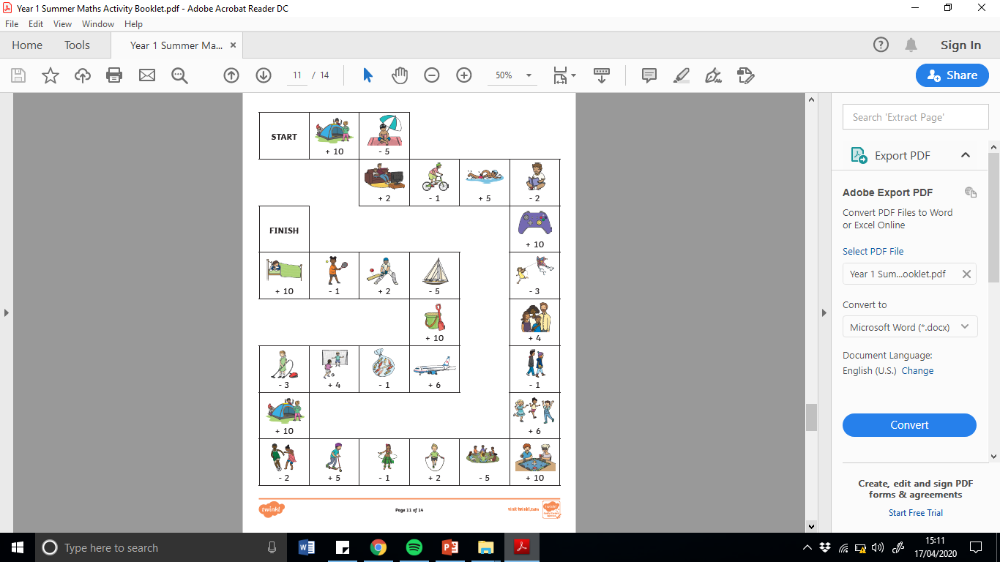 Year 1 Summer Maths Activity Booklet.pdf - Adobe Acrobat Reader DC
File Edit View Window Help
Home Tools Year 1 Summer Ma... Sign In
11 / 14 50% Share
START + 10 - 5
+ 2 - 1 + 5 - 2
FINISH + 10
+ 10 - 1 + 2 - 5 - 3
+ 10 + 4
- 3 + 4 - 1 + 6 - 1
+ 10 + 6
- 2 + 5 - 1 + 2 - 5 + 10
twinkl Page 11 of 14 visit twinkl.com twinkl
Search 'Extract Page'
Export PDF
Adobe Export PDF
Convert PDF Files to Word
or Excel Online
Select PDF File
Year 1 Sum...ooklet.pdf
Convert to
Microsoft Word (*.docx)
Document Language:
English (U.S.) Change
Convert
Create, edit and sign PDF
forms & agreements
Start Free Trial
Type here to search
15:11
17/04/2020